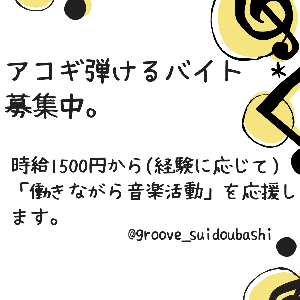 アコギ弾けるバイト *
募集中。
時給1500円から(経験に応じて)
「働きながら音楽活動」を応援し
ます。
@groove_suidoubashi